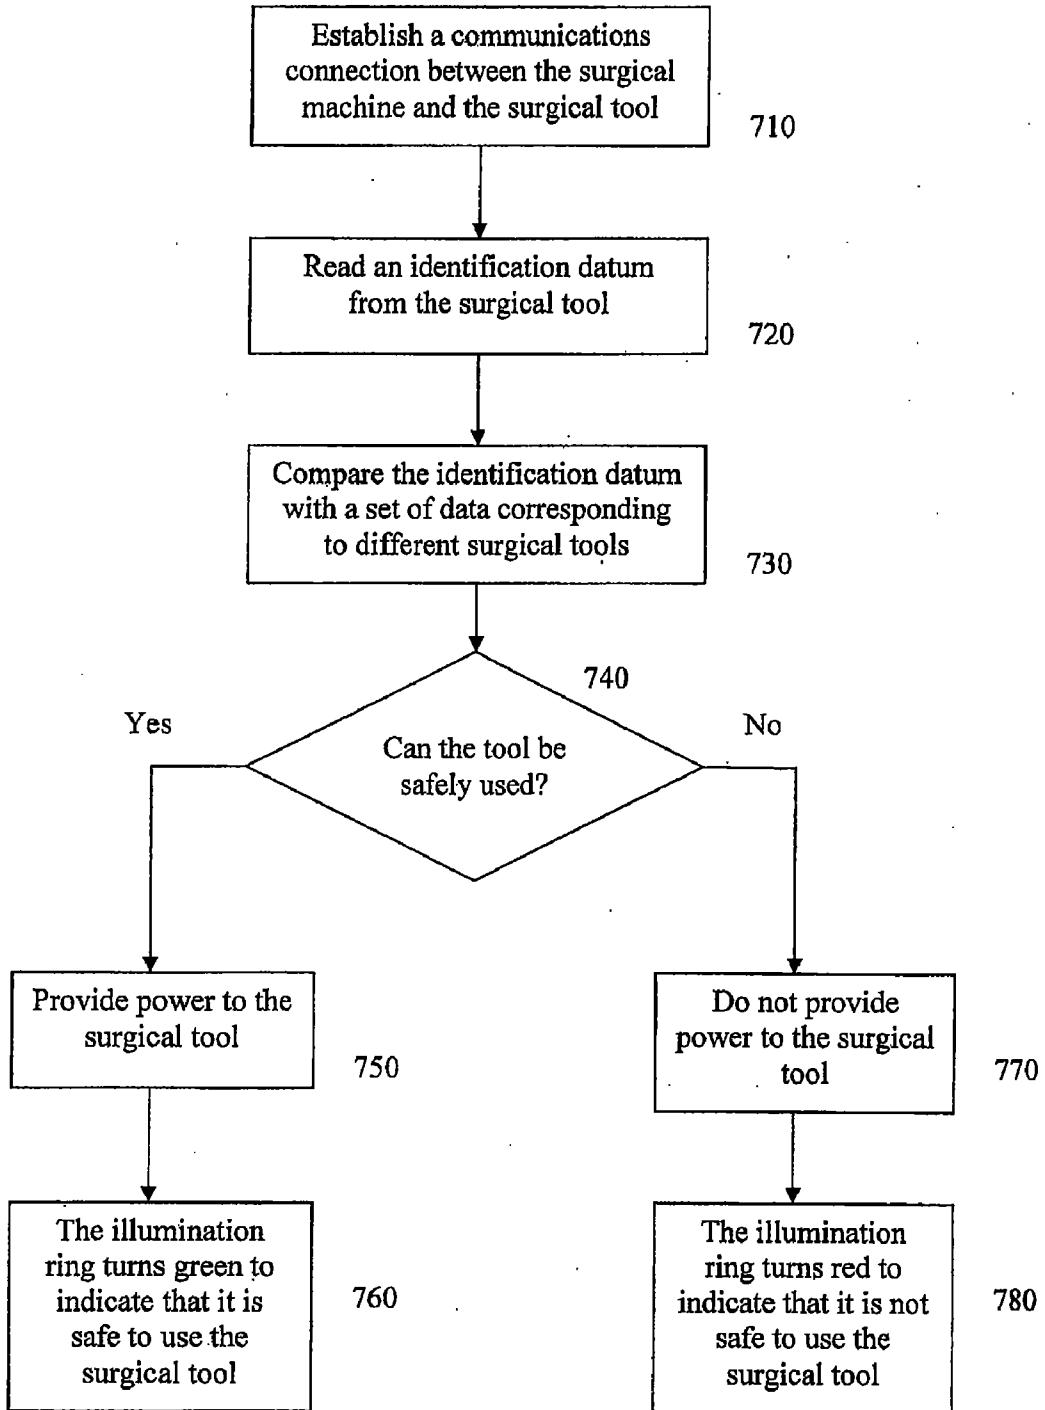 Establish a communications
connection between the surgical
machine and the surgical tool
710
Read an identification datum
from the surgical tool
720
Compare the identification datum
with a set of data corresponding
to different surgical tools
730
740
Yes
No
Can the tool be
safely used?
Provide power to the
surgical tool
750
Do not provide
power to the surgical
tool
770
The illumination
ring turns green to
indicate that it is
safe to use the
surgical tool
760
The illumination
ring turns red to
indicate that it is not
safe to use the
surgical tool
780